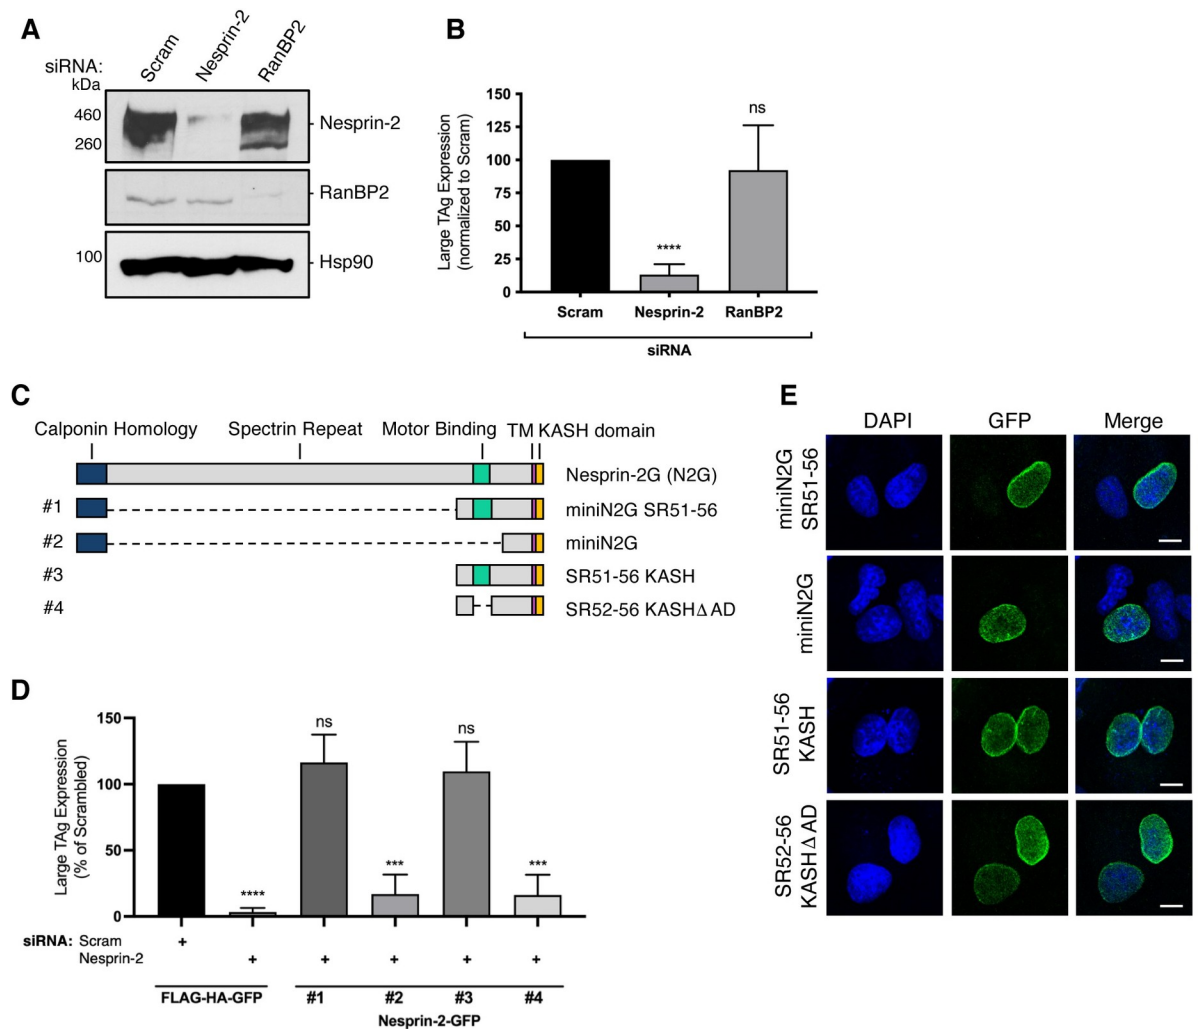 A
siRNA:
Scram
Nesprin-2
RanBP2
kDa
460
260
Nesprin-2
RanBP2
100
Hsp90
B
Large TAg Expression
(normalized to Scram)
150
125
100
75
50
25
0
****
ns
Scram Nesprin-2 RanBP2
siRNA
C
Calponin Homology Spectrin Repeat Motor Binding TM KASH domain
Nesprin-2G (N2G)
#1 miniN2G SR51-56
#2 miniN2G
#3 SR51-56 KASH
#4 SR52-56 KASHΔAD
D
Large TAg Expression
(% of Scrambled)
150
100
50
0
****
ns
***
ns
***
siRNA: Scram +
Nesprin-2 + + + + +
FLAG-HA-GFP #1 #2 #3 #4
Nesprin-2-GFP
E
DAPI GFP Merge
miniN2G
SR51-56
miniN2G
SR51-56
KASH
SR52-56
KASHΔAD